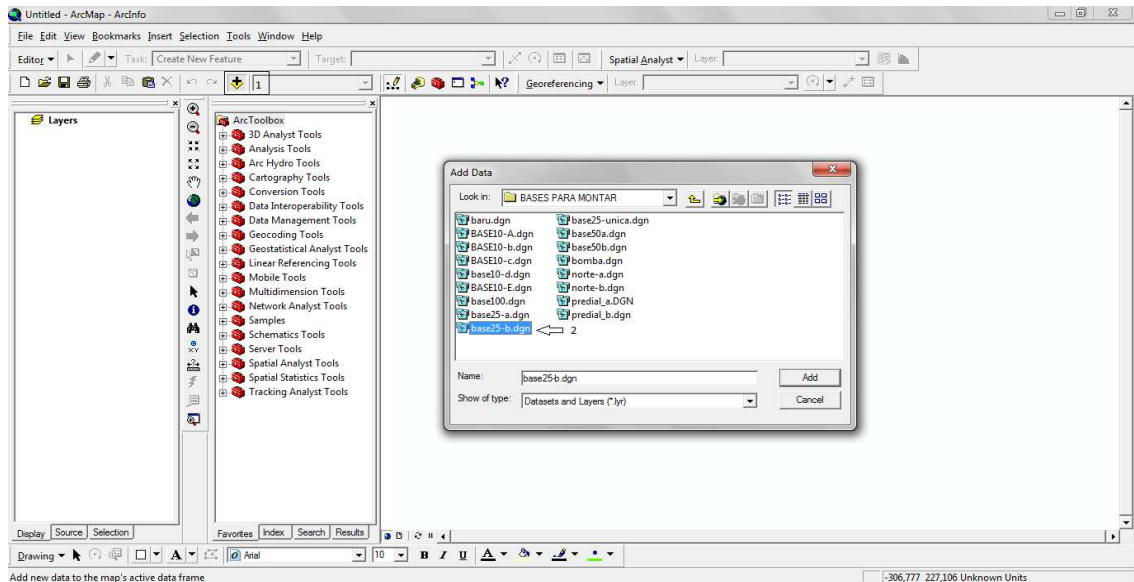 Untitled - ArcMap - ArcInfo
File Edit View Bookmarks Insert Selection Tools Window Help
Editor Task: Create New Feature Target: Spatial Analyst Layer:
1 Georeferencing Layer:
Layers
ArcToolbox
3D Analyst Tools
Analysis Tools
Arc Hydro Tools
Cartography Tools
Conversion Tools
Data Interoperability Tools
Data Management Tools
Geocoding Tools
Geostatistical Analyst Tools
Linear Referencing Tools
Mobile Tools
Multidimension Tools
Network Analyst Tools
Samples
Schematics Tools
Server Tools
Spatial Analyst Tools
Spatial Statistics Tools
Tracking Analyst Tools
Add Data
Look in: BASES PARA MONTAR
baru.dgn
BASE10-A.dgn
BASE10-b.dgn
BASE10-c.dgn
base10-d.dgn
BASE10-E.dgn
base100.dgn
base25-a.dgn
base25-b.dgn 2
base25-unica.dgn
base50a.dgn
base50b.dgn
bomba.dgn
norte-a.dgn
norte-b.dgn
predial_a.DGN
predial_b.dgn
Name: base25-b.dgn Add
Show of type: Datasets and Layers (*.lyr) Cancel
Display Source Selection
Favorites Index Search Results
Drawing A Arial 10 B I U A
Add new data to the map's active data frame -306,777 227,106 Unknown Units